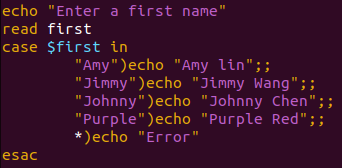 echo "Enter a first name"
read first
case $first in
        "Amy")echo "Amy lin";;
        "Jimmy")echo "Jimmy Wang";;
        "Johnny")echo "Johnny Chen";;
        "Purple")echo "Purple Red";;
        *)echo "Error"
esac